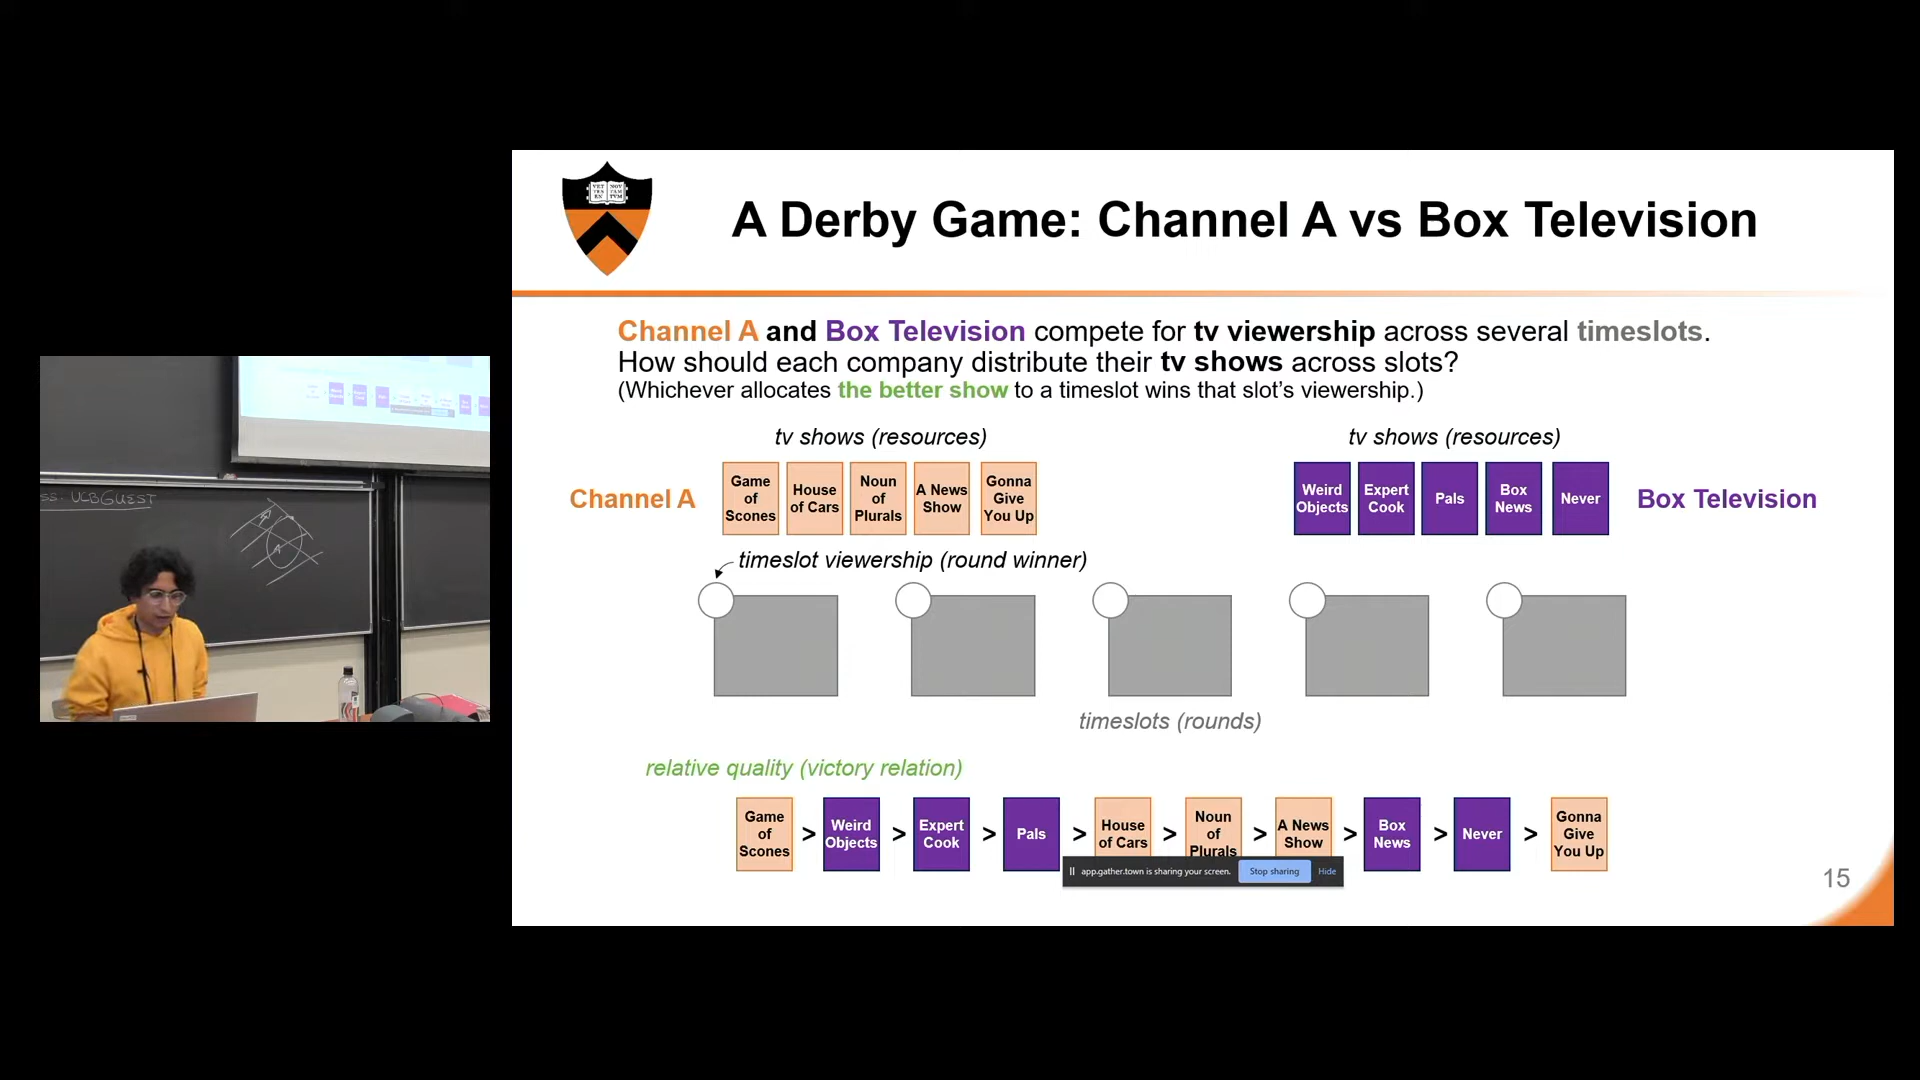 A Derby Game: Channel A vs Box Television
Channel A and Box Television compete for tv viewership across several timeslots.
How should each company distribute their tv shows across slots?
(Whichever allocates the better show to a timeslot wins that slot's viewership.)
tv shows (resources)
tv shows (resources)
Channel A
Game
of
Scones
House
of Cars
Noun
of
Plurals
A News
Show
Gonna
Give
You Up
Weird
Objects
Expert
Cook
Pals
Box
News
Never
Box Television
timeslot viewership (round winner)
timeslots (rounds)
relative quality (victory relation)
Game
of
Scones
>
Weird
Objects
>
Expert
Cook
>
Pals
>
House
of Cars
>
Noun
of
Plurals
>
A News
Show
>
Box
News
>
Never
>
Gonna
Give
You Up
app.gather.town is sharing your screen.
Stop sharing
Hide
15
VET
NOV
TES
TAM
EN
TVM
UCBGUEST
A